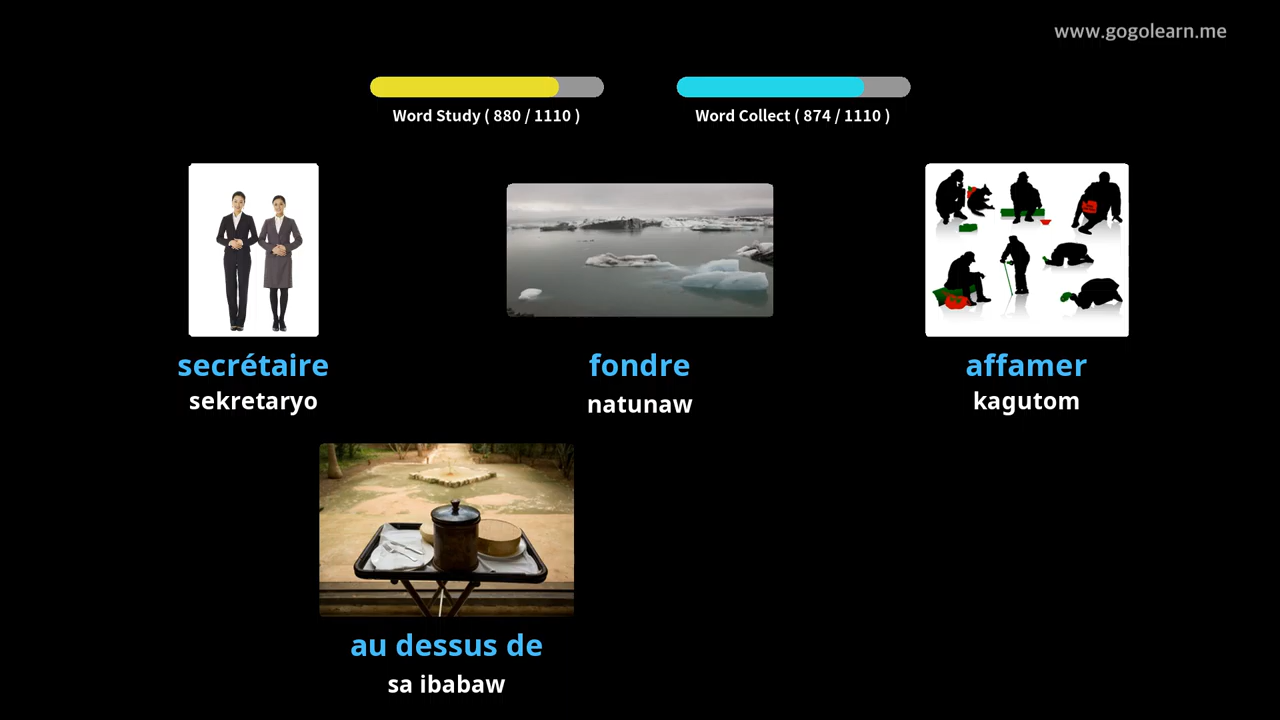 www.gogolearn.me
Word Study ( 880 / 1110 )
Word Collect ( 874 / 1110 )
secrétaire
sekretaryo
fondre
natunaw
affamer
kagutom
au dessus de
sa ibabaw